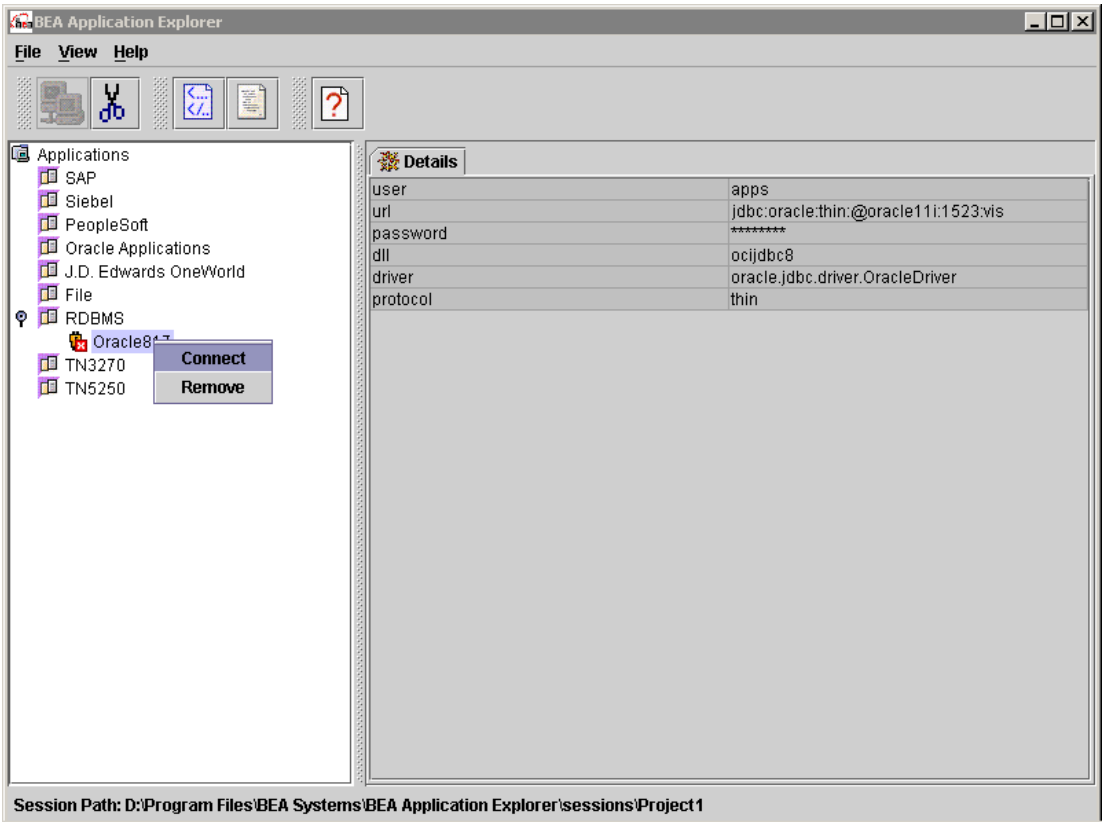 BEA Application Explorer
File View Help
Applications
SAP
Siebel
PeopleSoft
Oracle Applications
J.D. Edwards OneWorld
File
RDBMS
Oracle817
TN3270
TN5250
Connect
Remove
Details
user apps
url jdbc:oracle:thin:@oracle11i:1523:vis
password ********
dll ocijdbc8
driver oracle.jdbc.driver.OracleDriver
protocol thin
Session Path: D:\Program Files\BEA Systems\BEA Application Explorer\sessions\Project1